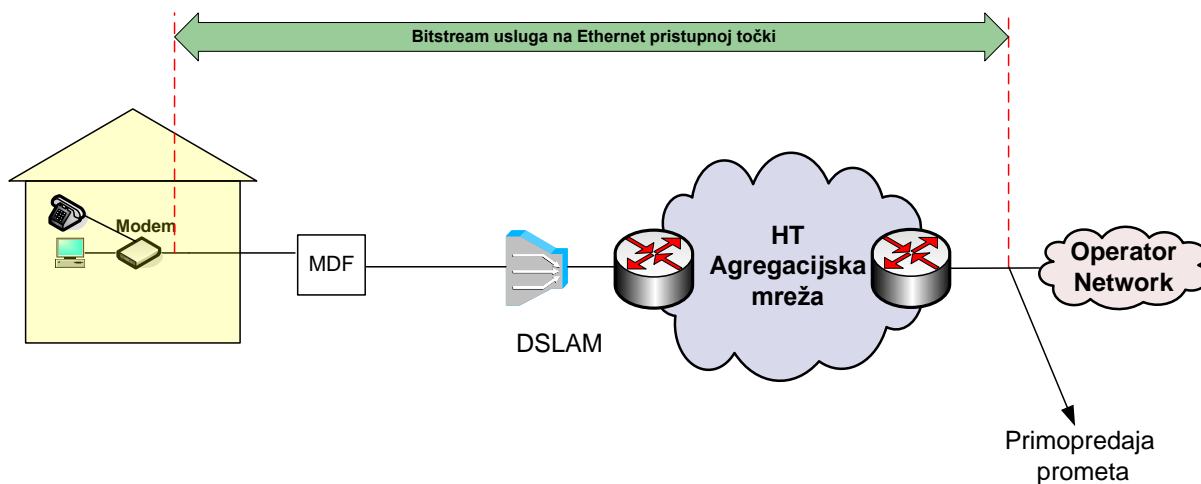 Bitstream usluga na Ethernet pristupnoj točki
Modem
MDF
DSLAM
HT
Agregacijska
mreža
Operator
Network
Primopredaja
prometa